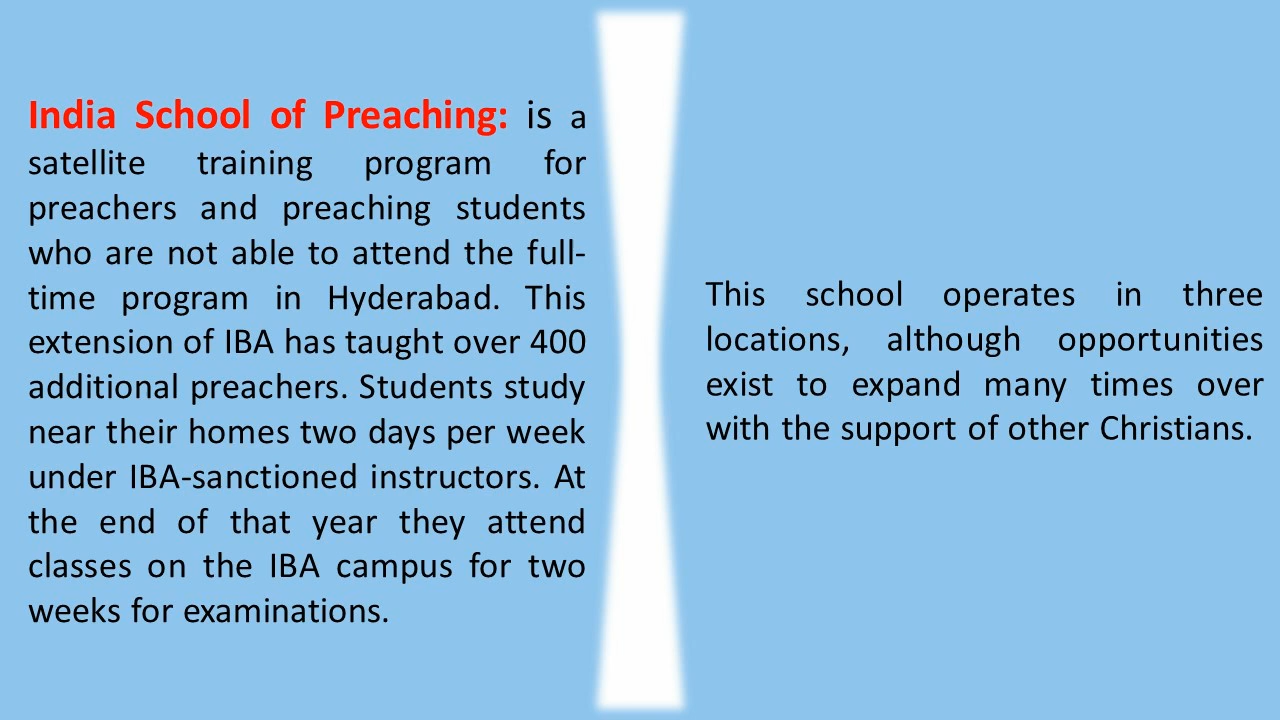 India School of Preaching: is a
satellite training program for
preachers and preaching students
who are not able to attend the full-
time program in Hyderabad. This
extension of IBA has taught over 400
additional preachers. Students study
near their homes two days per week
under IBA-sanctioned instructors. At
the end of that year they attend
classes on the IBA campus for two
weeks for examinations.
This school operates in three
locations, although opportunities
exist to expand many times over
with the support of other Christians.